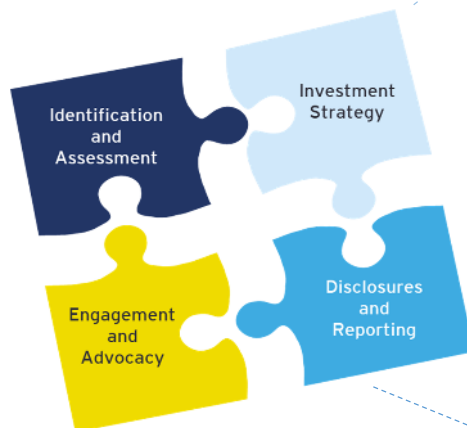 Identification
and
Assessment
Investment
Strategy
Engagement
and
Advocacy
Disclosures
and
Reporting